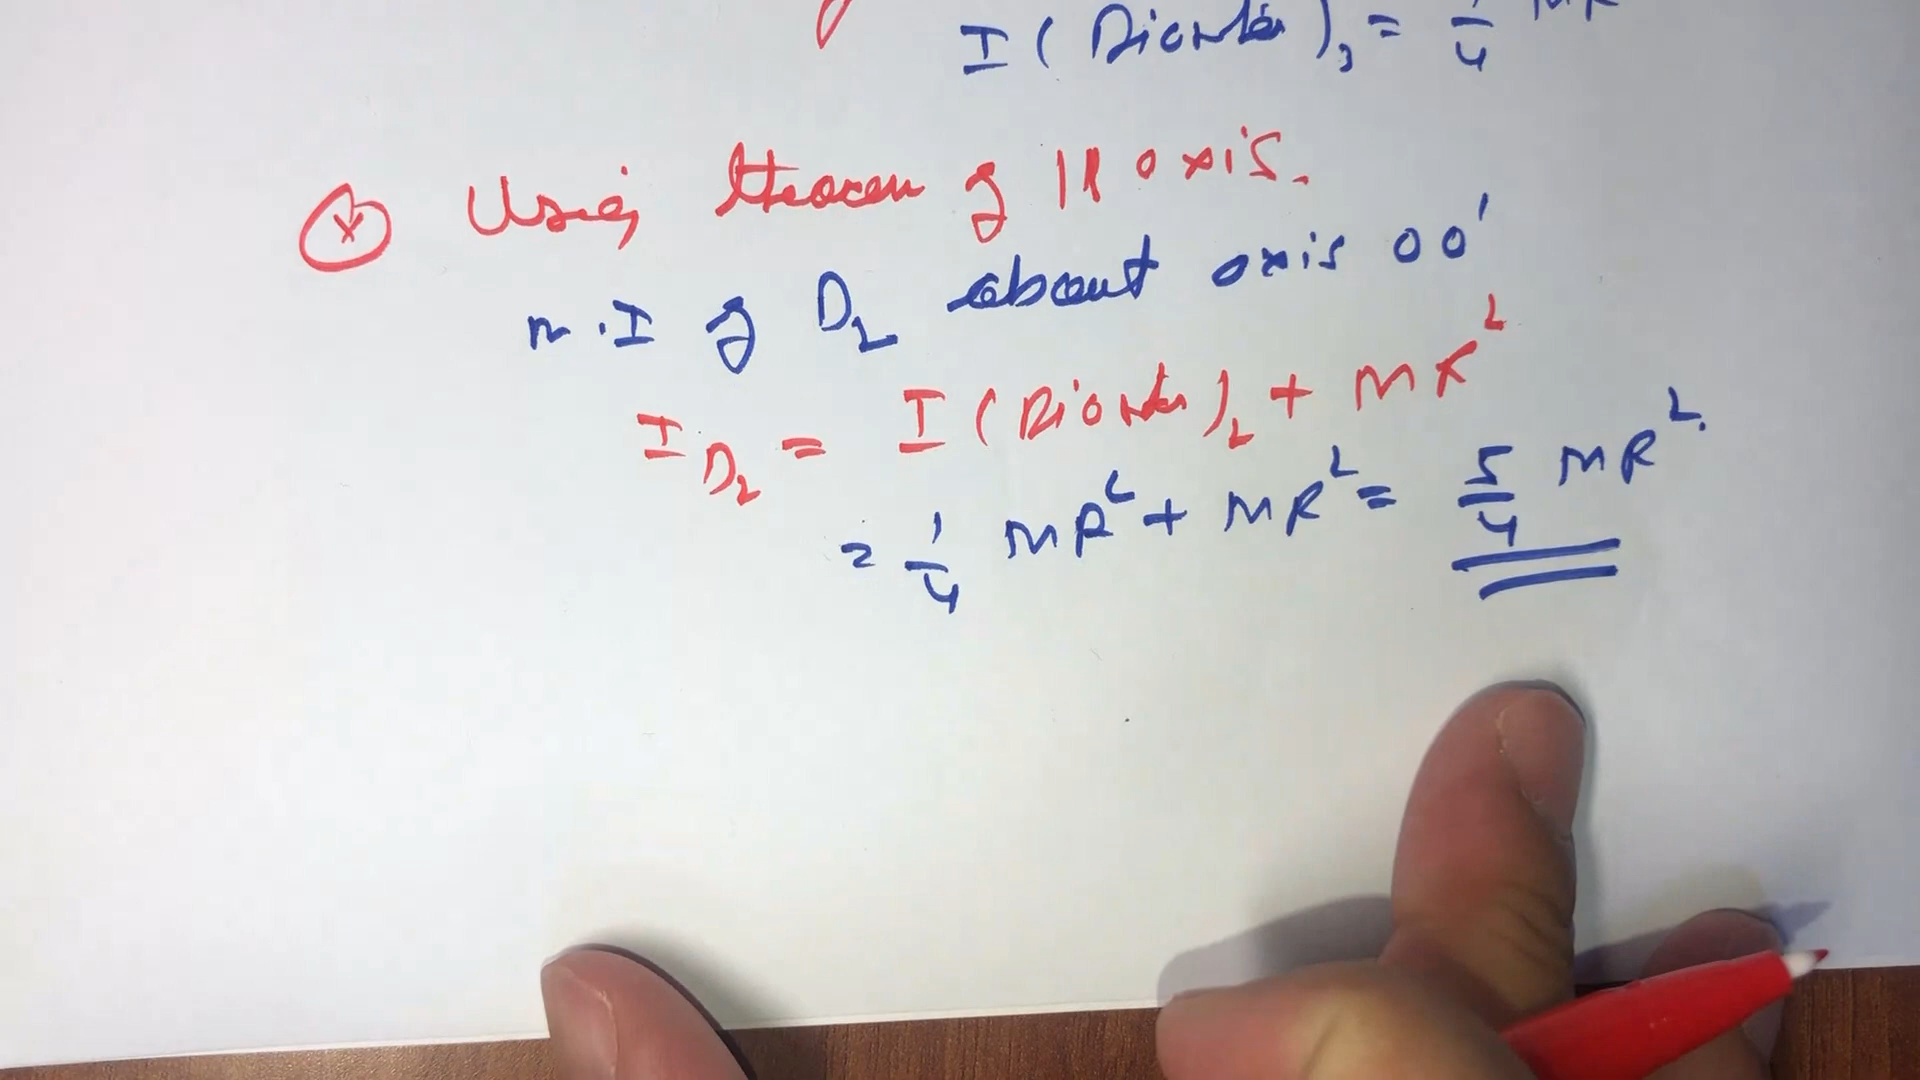 I (Diameter)₃ = 1/4 MR
Using theorem of || axis.
M.I of D₂ about axis OO'
I_D₂ = I (Diameter)₂ + MR²
= 1/4 MR² + MR² = 5/4 MR².